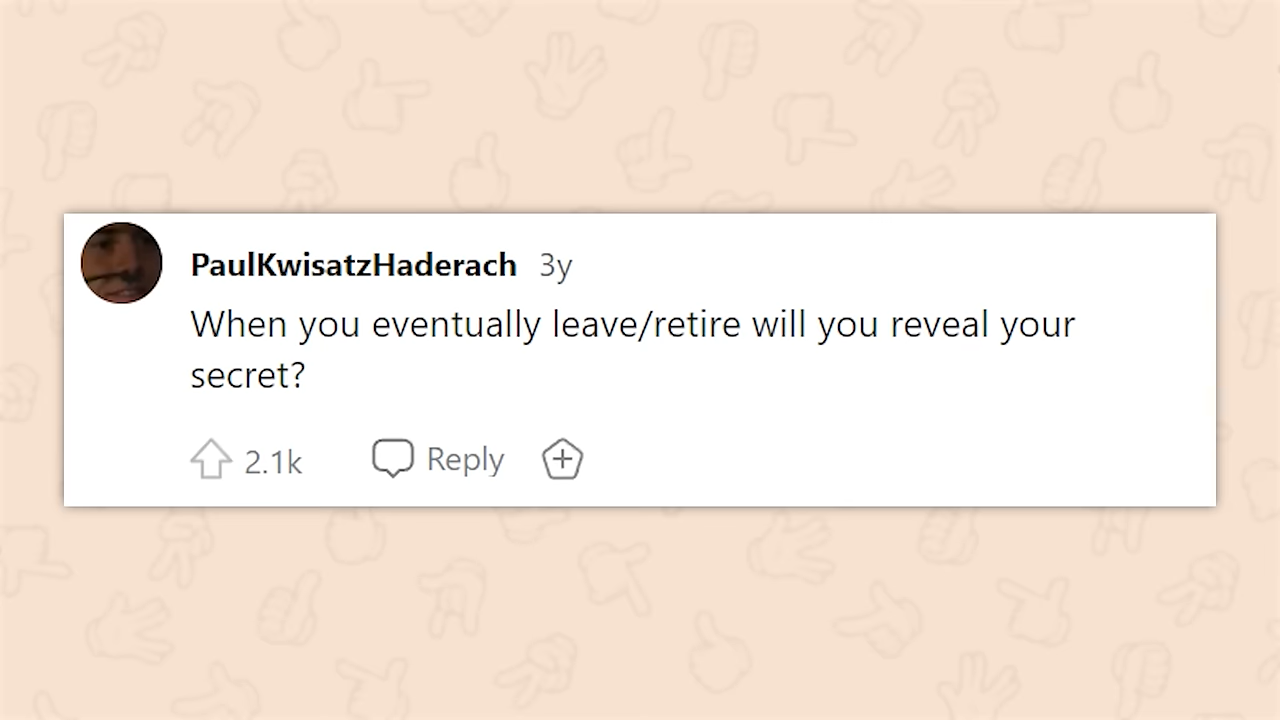 PaulKwisatzHaderach 3y
When you eventually leave/retire will you reveal your
secret?
2.1k Reply